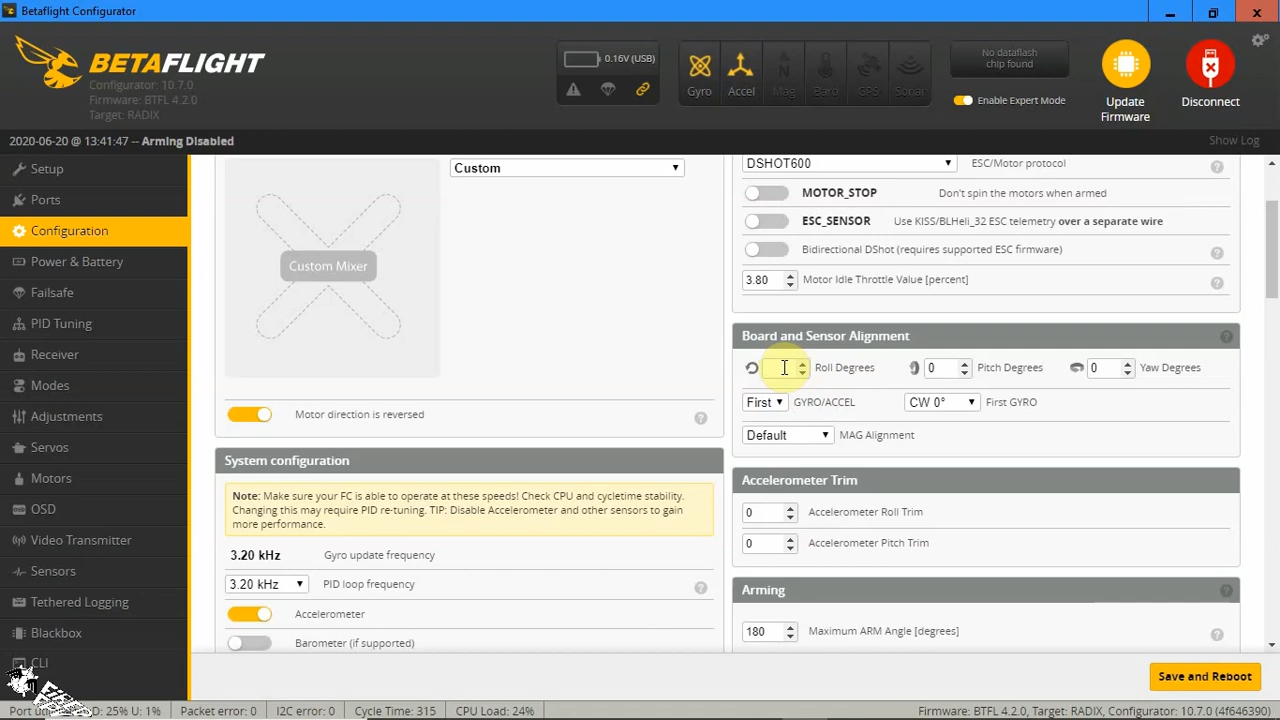 Betaflight Configurator
BETAFLIGHT
Configurator: 10.7.0
Firmware: BTFL 4.2.0
Target: RADIX
0.16V (USB)
Gyro
Accel
Mag
Baro
GPS
Sonar
No dataflash
chip found
Enable Expert Mode
Update
Firmware
Disconnect
2020-06-20 @ 13:41:47 -- Arming Disabled
Show Log
Setup
Ports
Configuration
Power & Battery
Failsafe
PID Tuning
Receiver
Modes
Adjustments
Servos
Motors
OSD
Video Transmitter
Sensors
Tethered Logging
Blackbox
CLI
Custom
Custom Mixer
Motor direction is reversed
System configuration
Note: Make sure your FC is able to operate at these speeds! Check CPU and cycletime stability.
Changing this may require PID re-tuning. TIP: Disable Accelerometer and other sensors to gain
more performance.
3.20 kHz Gyro update frequency
3.20 kHz PID loop frequency
Accelerometer
Barometer (if supported)
DSHOT600 ESC/Motor protocol
MOTOR_STOP Don't spin the motors when armed
ESC_SENSOR Use KISS/BLHeli_32 ESC telemetry over a separate wire
Bidirectional DShot (requires supported ESC firmware)
3.80 Motor Idle Throttle Value [percent]
Board and Sensor Alignment
Roll Degrees 0 Pitch Degrees 0 Yaw Degrees
First GYRO/ACCEL CW 0° First GYRO
Default MAG Alignment
Accelerometer Trim
0 Accelerometer Roll Trim
0 Accelerometer Pitch Trim
Arming
180 Maximum ARM Angle [degrees]
Save and Reboot
D: 25% U: 1% Packet error: 0 I2C error: 0 Cycle Time: 315 CPU Load: 24% Firmware: BTFL 4.2.0, Target: RADIX, Configurator: 10.7.0 (4f646390)